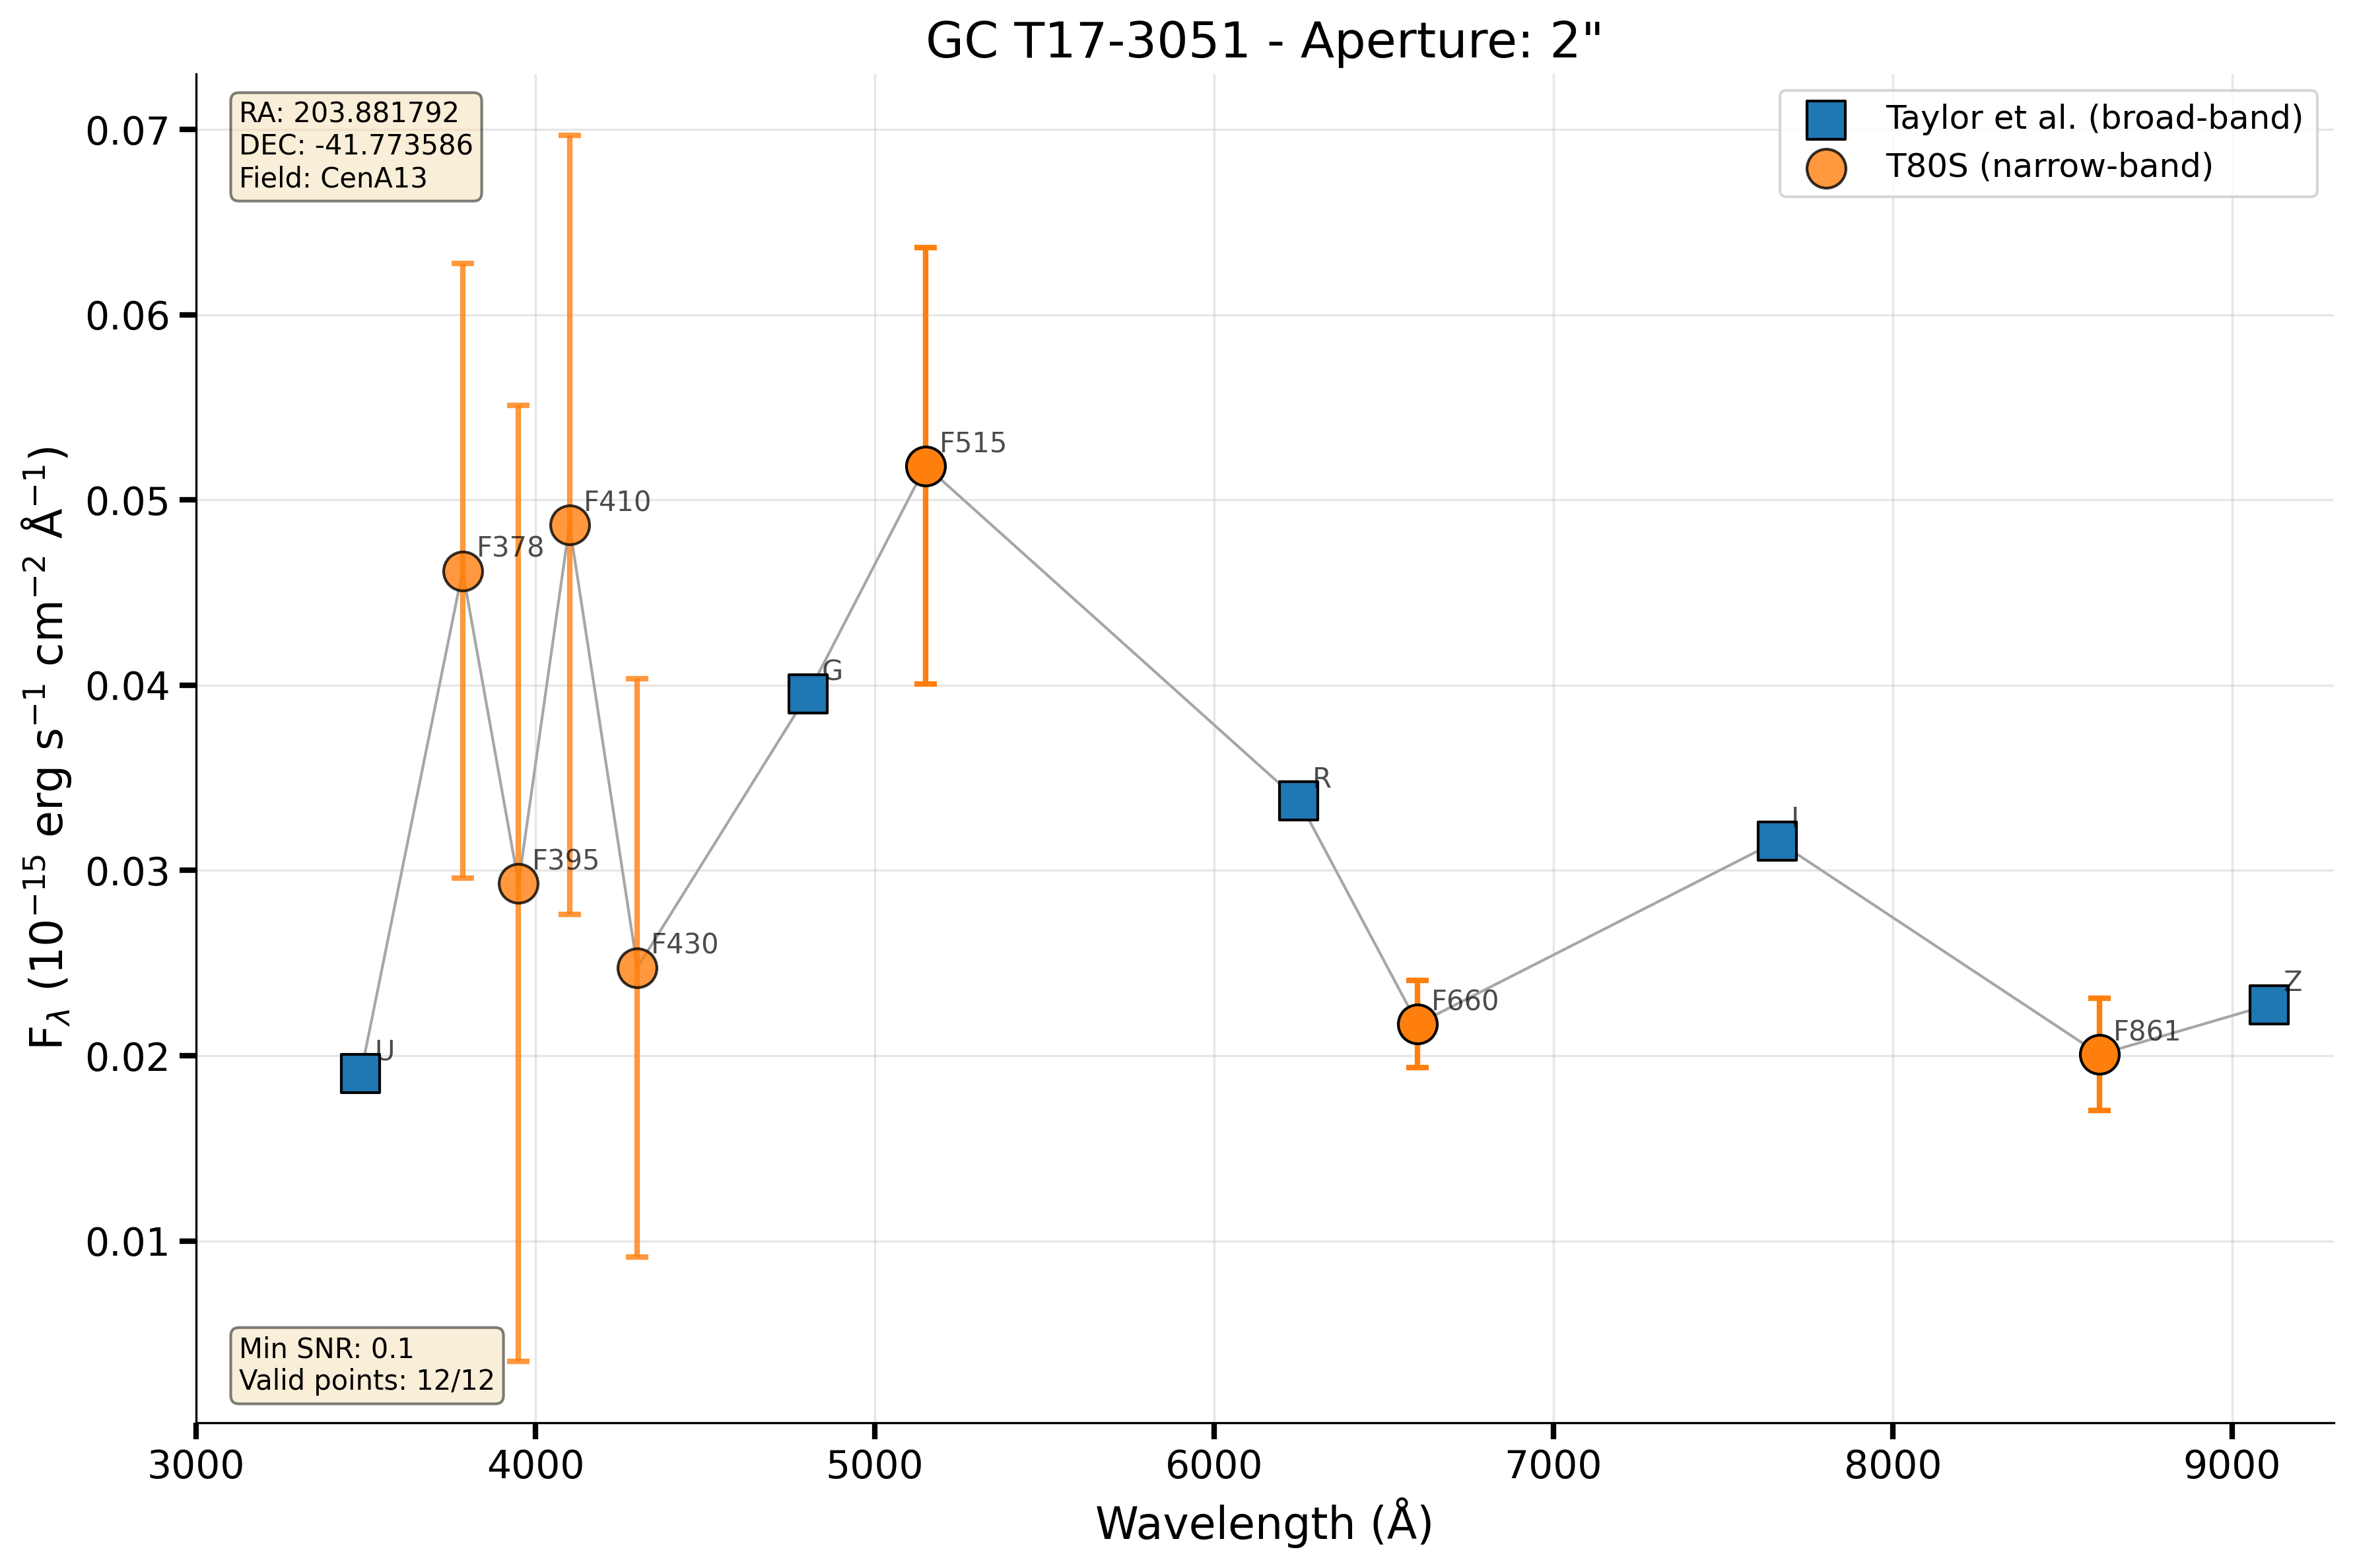 GC T17-3051 - Aperture: 2"
RA: 203.881792
DEC: -41.773586
Field: CenA13
Taylor et al. (broad-band)
T80S (narrow-band)
F_λ (10⁻¹⁵ erg s⁻¹ cm⁻² Å⁻¹)
0.07
0.06
0.05
0.04
0.03
0.02
0.01
U
F378
F395
F410
F430
G
F515
R
F660
I
F861
Z
Min SNR: 0.1
Valid points: 12/12
3000 4000 5000 6000 7000 8000 9000
Wavelength (Å)